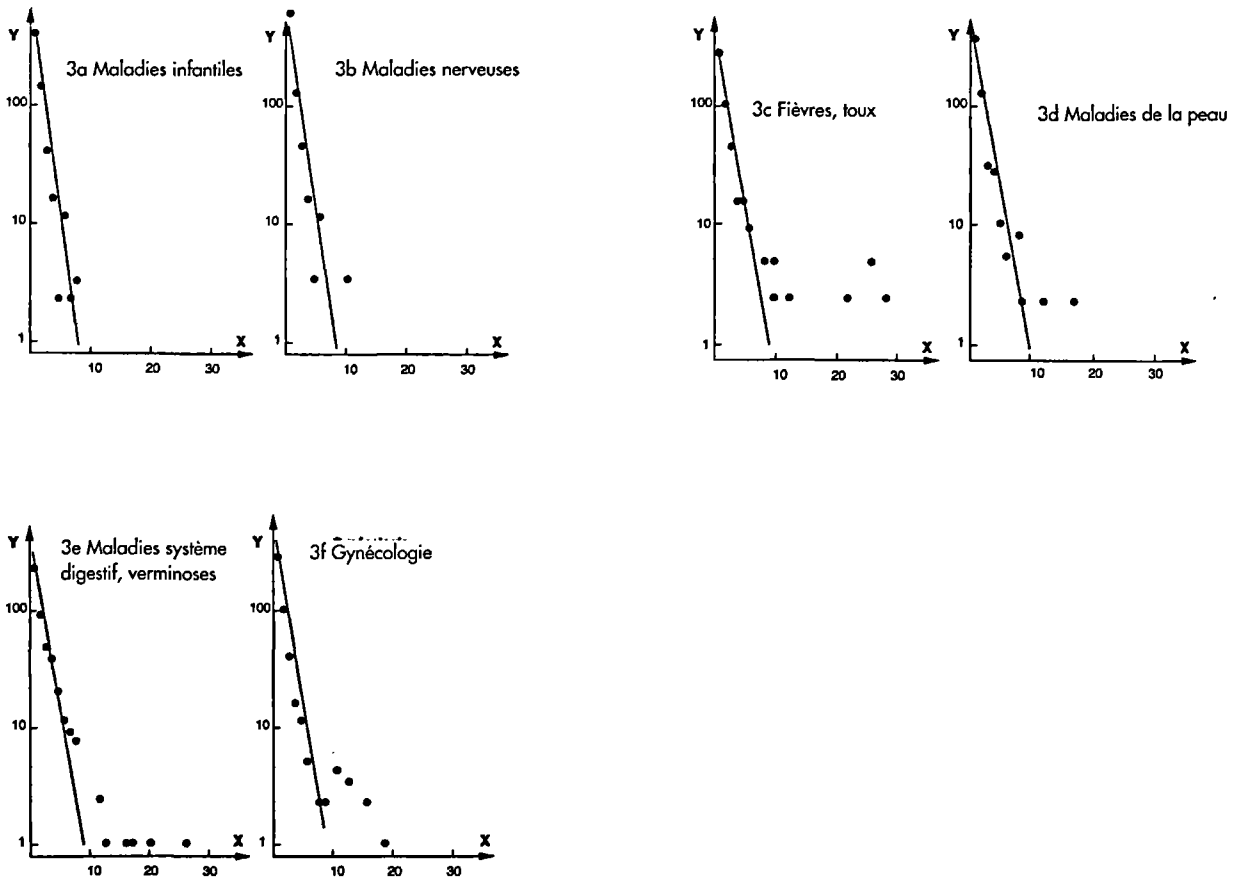 Y
3a Maladies infantiles
100
10
1
X
10 20 30
Y
3b Maladies nerveuses
100
10
1
X
10 20 30
Y
3c Fièvres, toux
100
10
1
X
10 20 30
Y
3d Maladies de la peau
100
10
1
X
10 20 30
Y
3e Maladies système
digestif, verminoses
100
10
1
X
10 20 30
Y
3f Gynécologie
100
10
1
X
10 20 30